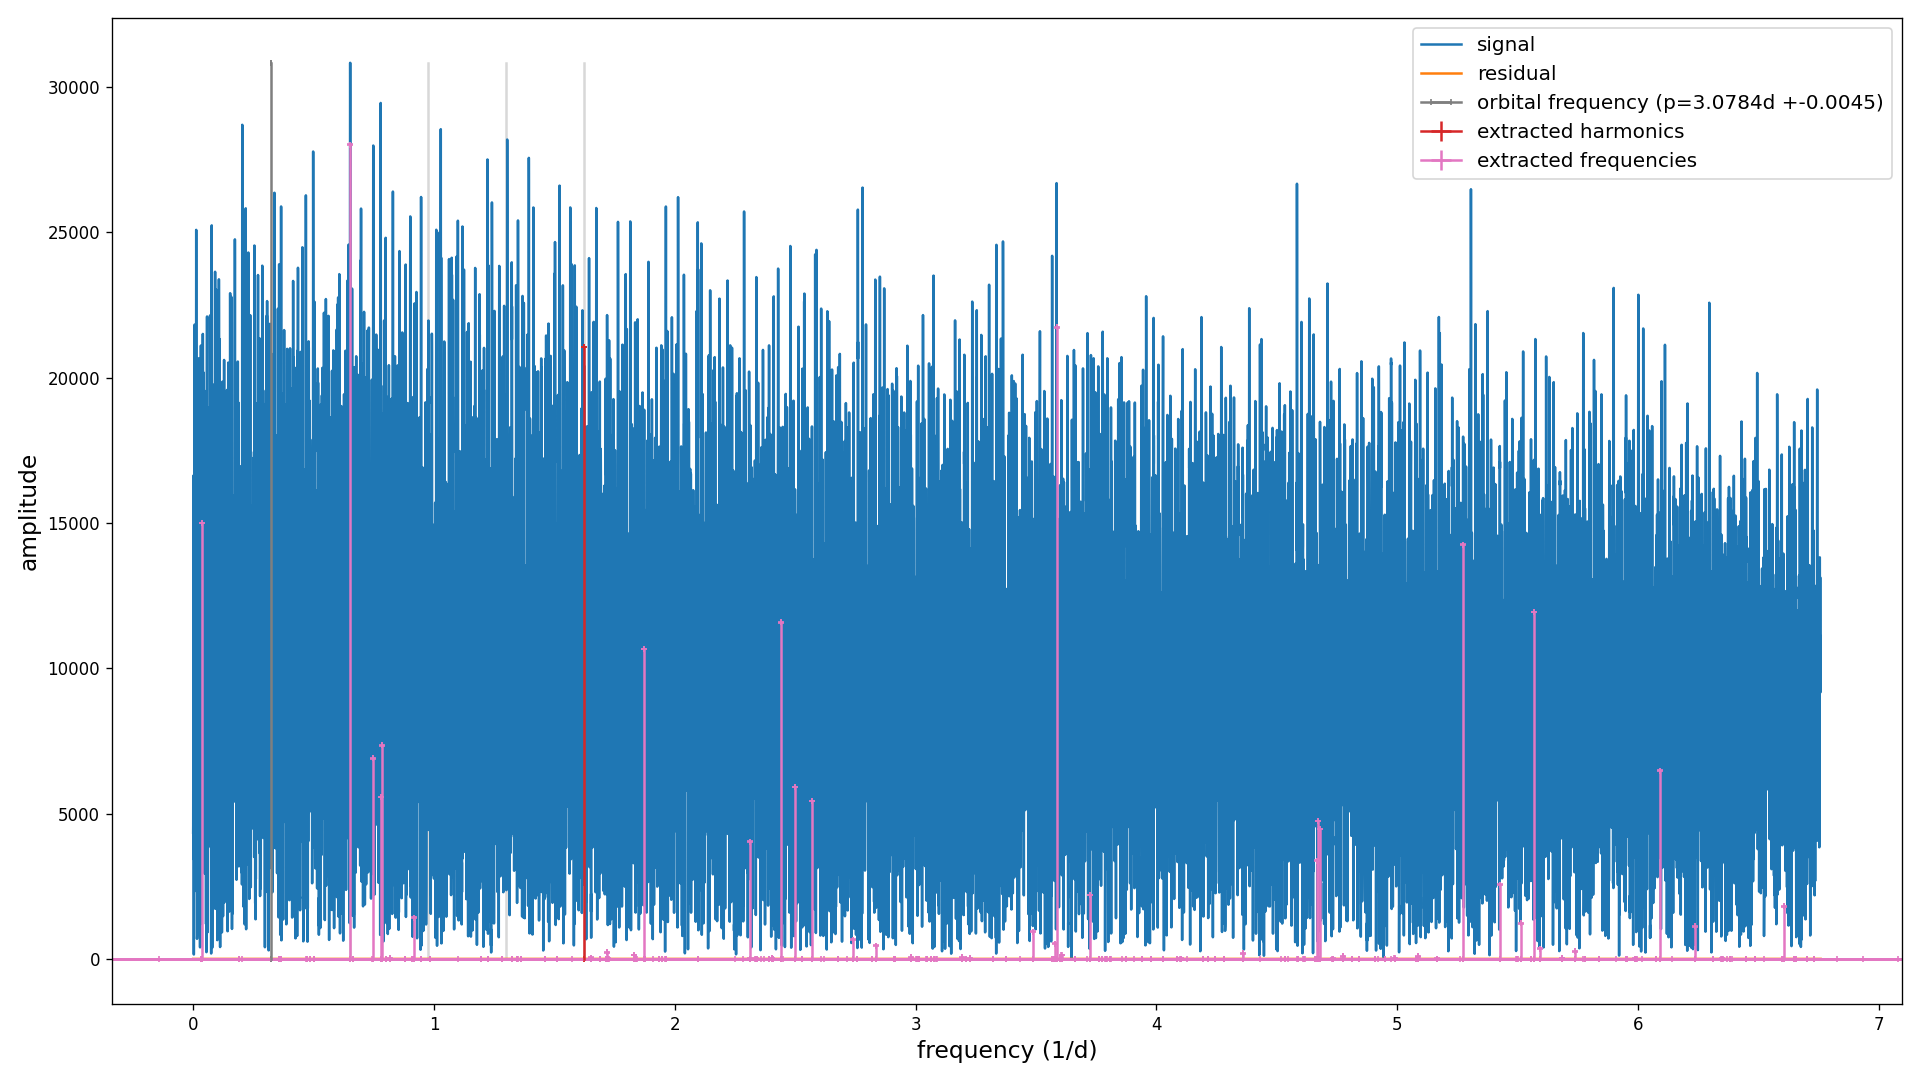 signal
residual
orbital frequency (p=3.0784d +-0.0045)
extracted harmonics
extracted frequencies
amplitude
30000
25000
20000
15000
10000
5000
0
0 1 2 3 4 5 6 7
frequency (1/d)